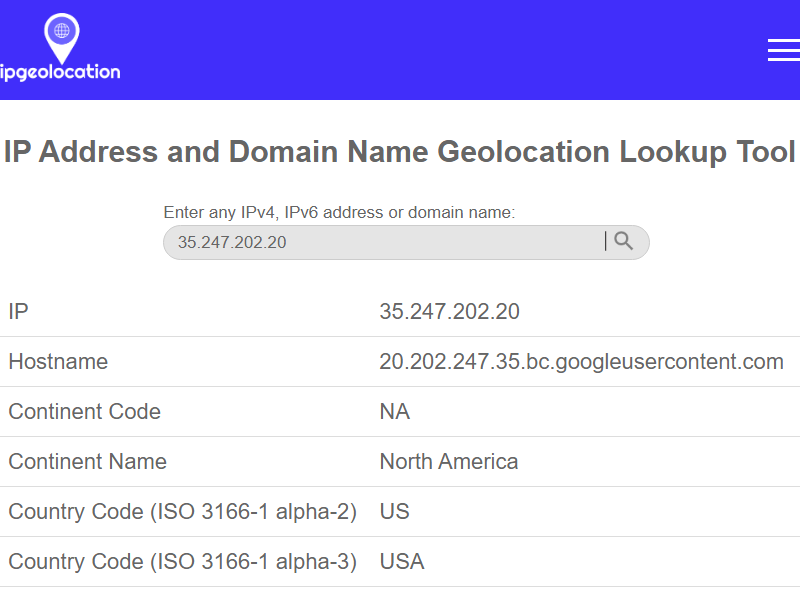 ipgeolocation
IP Address and Domain Name Geolocation Lookup Tool
Enter any IPv4, IPv6 address or domain name:
35.247.202.20
IP 35.247.202.20
Hostname 20.202.247.35.bc.googleusercontent.com
Continent Code NA
Continent Name North America
Country Code (ISO 3166-1 alpha-2) US
Country Code (ISO 3166-1 alpha-3) USA